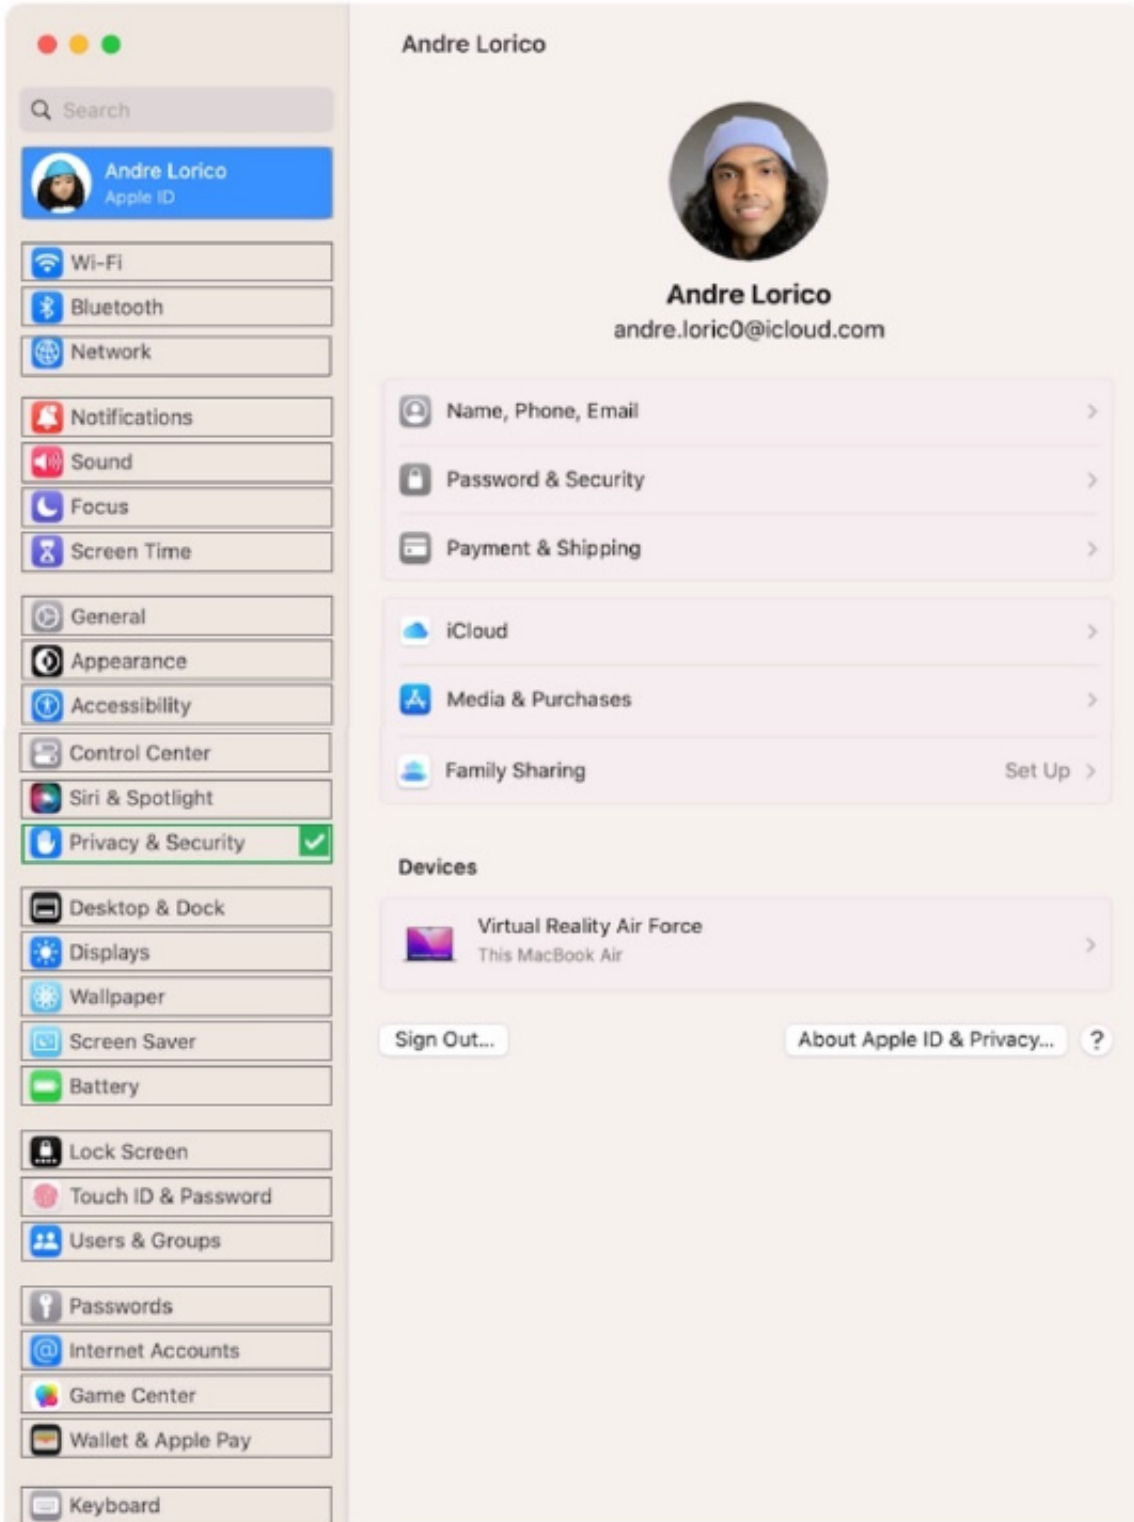 Andre Lorico
Search
Andre Lorico
Apple ID
Wi-Fi
Bluetooth
Network
Notifications
Sound
Focus
Screen Time
General
Appearance
Accessibility
Control Center
Siri & Spotlight
Privacy & Security
Desktop & Dock
Displays
Wallpaper
Screen Saver
Battery
Lock Screen
Touch ID & Password
Users & Groups
Passwords
Internet Accounts
Game Center
Wallet & Apple Pay
Keyboard
Andre Lorico
andre.loric0@icloud.com
Name, Phone, Email
Password & Security
Payment & Shipping
iCloud
Media & Purchases
Family Sharing Set Up
Devices
Virtual Reality Air Force
This MacBook Air
Sign Out... About Apple ID & Privacy... ?